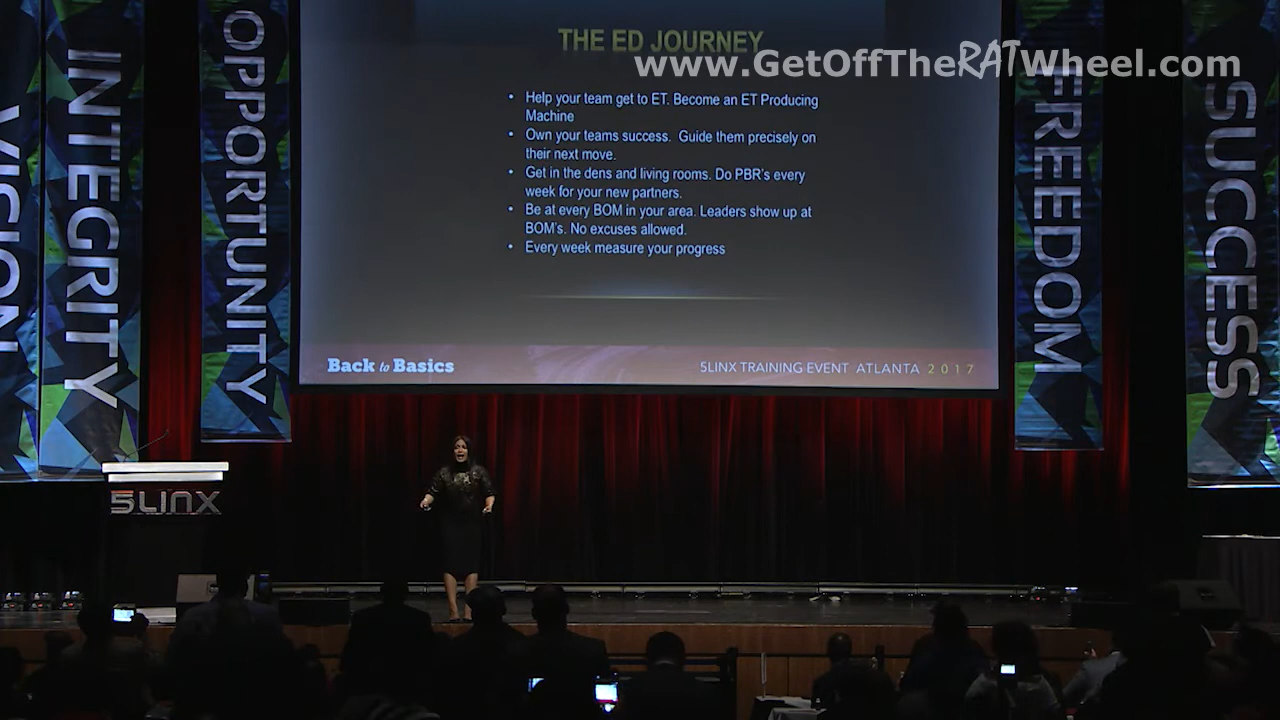 VISION
INTEGRITY
OPPORTUNITY
THE ED JOURNEY
www.GetOffTheRATWheel.com
• Help your team get to ET. Become an ET Producing
Machine
• Own your teams success. Guide them precisely on
their next move.
• Get in the dens and living rooms. Do PBR's every
week for your new partners.
• Be at every BOM in your area. Leaders show up at
BOM's. No excuses allowed.
• Every week measure your progress
Back to Basics
5LINX TRAINING EVENT ATLANTA 2017
FREEDOM
SUCCESS
5LINX